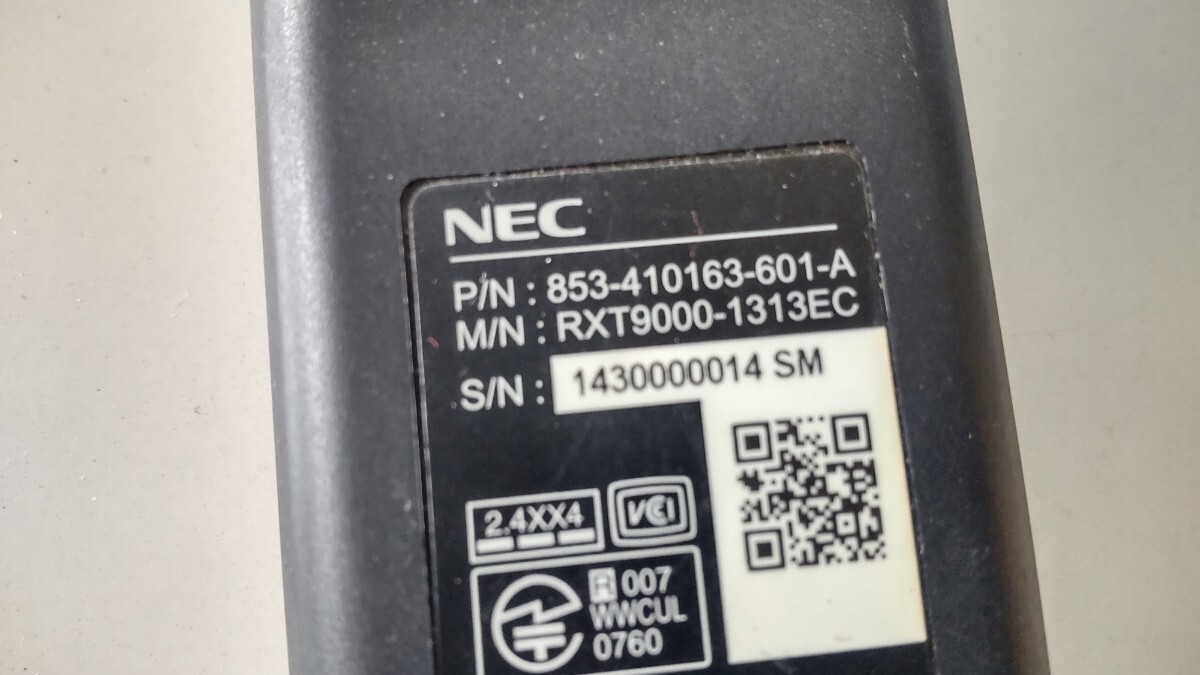 NEC
P/N : 853-410163-601-A
M/N : RXT9000-1313EC
S/N : 1430000014 SM
2.4XX4
VCI
R 007
WWCUL
0760